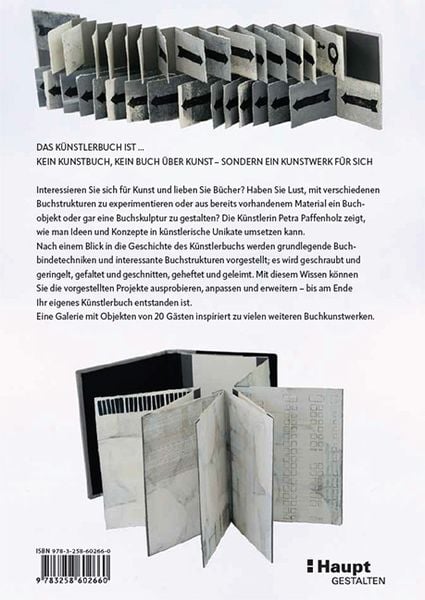 DAS KÜNSTLERBUCH IST ...
KEIN KUNSTBUCH, KEIN BUCH ÜBER KUNST – SONDERN EIN KUNSTWERK FÜR SICH
Interessieren Sie sich für Kunst und lieben Sie Bücher? Haben Sie Lust, mit verschiedenen
Buchstrukturen zu experimentieren oder aus bereits vorhandenem Material ein Buch-
objekt oder gar eine Buchskulptur zu gestalten? Die Künstlerin Petra Paffenholz zeigt,
wie man Ideen und Konzepte in künstlerische Unikate umsetzen kann.
Nach einem Blick in die Geschichte des Künstlerbuchs werden grundlegende Buch-
bindetechniken und interessante Buchstrukturen vorgestellt; es wird geschraubt und
geringelt, gefaltet und geschnitten, geheftet und geleimt. Mit diesem Wissen können
Sie die vorgestellten Projekte ausprobieren, anpassen und erweitern – bis am Ende
Ihr eigenes Künstlerbuch entstanden ist.
Eine Galerie mit Objekten von 20 Gästen inspiriert zu vielen weiteren Buchkunstwerken.
ISBN 978-3-258-60266-0
9 783258 602660
Haupt
GESTALTEN